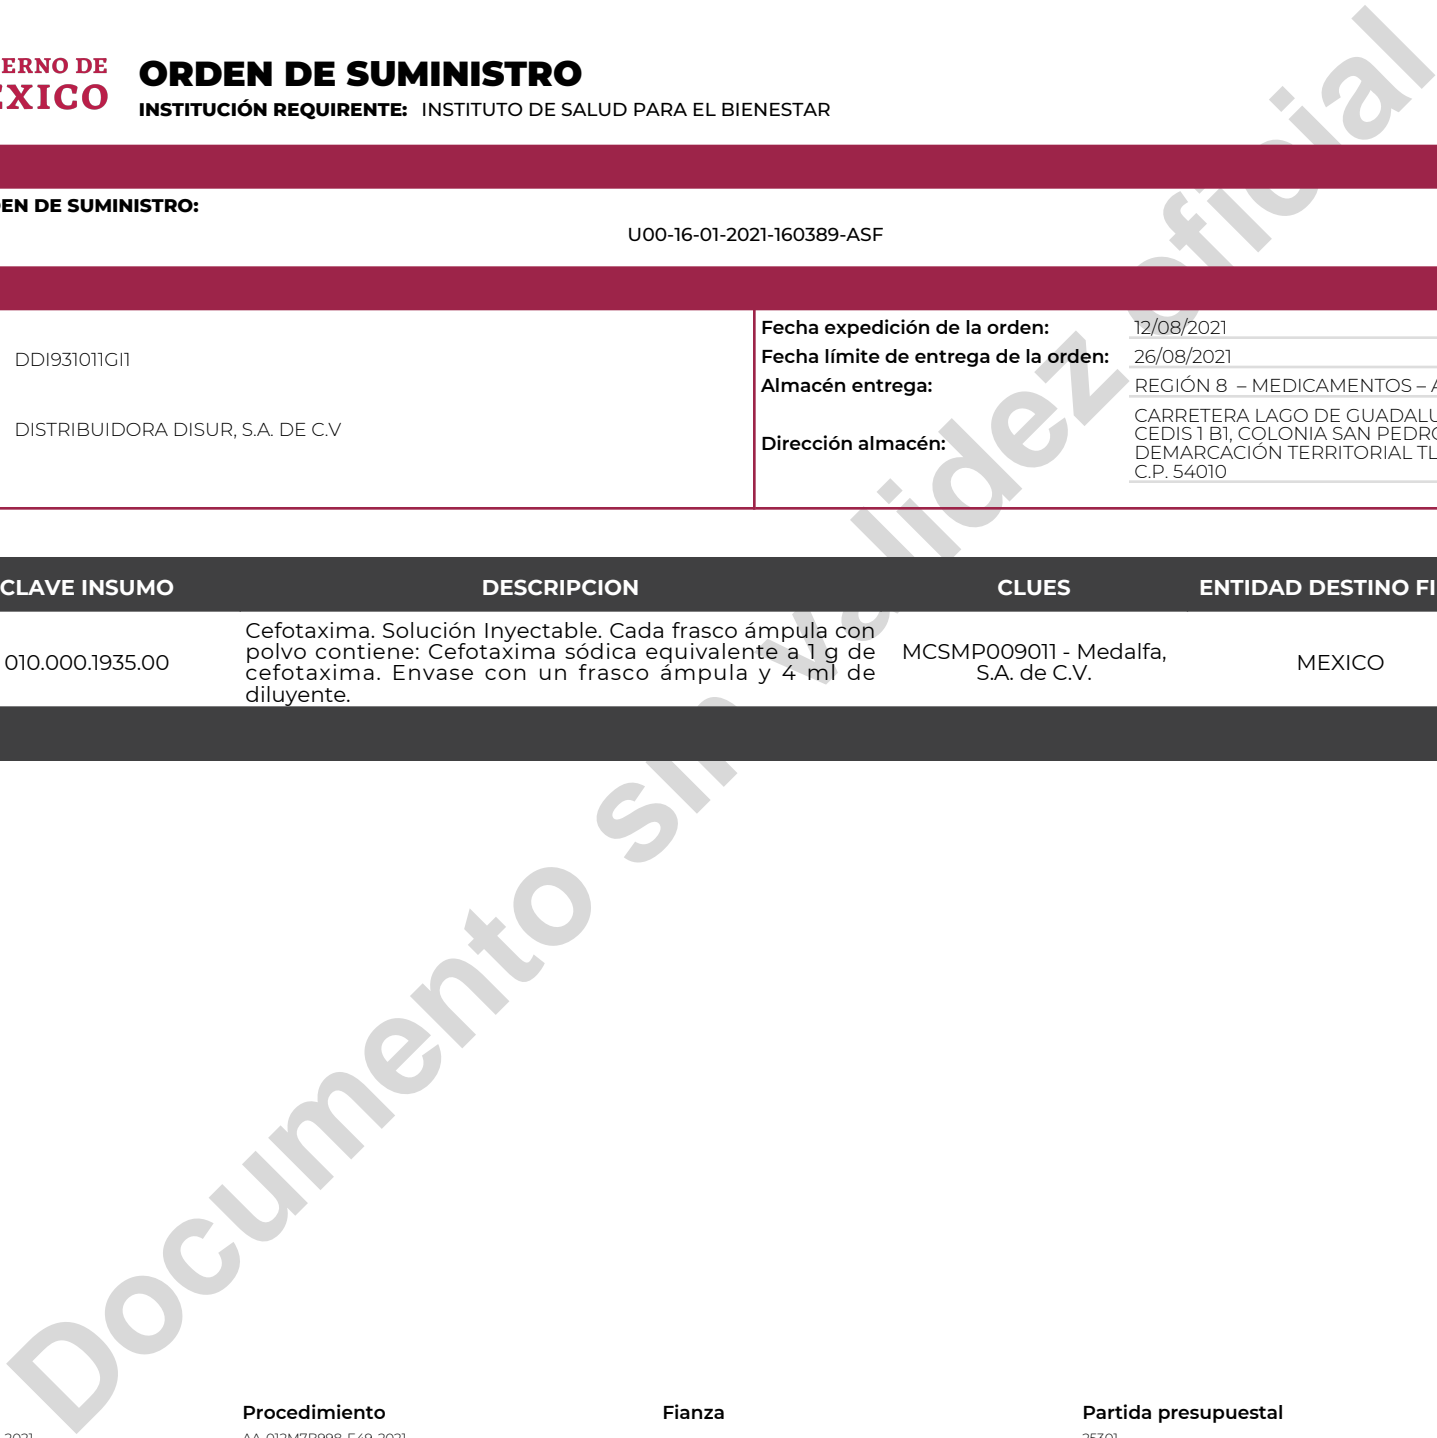 ERNO DE
EXICO
ORDEN DE SUMINISTRO
INSTITUCIÓN REQUIRENTE: INSTITUTO DE SALUD PARA EL BIENESTAR
EN DE SUMINISTRO:
U00-16-01-2021-160389-ASF
DDI931011GI1
DISTRIBUIDORA DISUR, S.A. DE C.V
Fecha expedición de la orden: 12/08/2021
Fecha límite de entrega de la orden: 26/08/2021
Almacén entrega: REGIÓN 8 – MEDICAMENTOS – A
Dirección almacén:
CARRETERA LAGO DE GUADALU
CEDIS 1 B1, COLONIA SAN PEDRO
DEMARCACIÓN TERRITORIAL TL
C.P. 54010
CLAVE INSUMO DESCRIPCION CLUES ENTIDAD DESTINO FI
010.000.1935.00
Cefotaxima. Solución Inyectable. Cada frasco ámpula con
polvo contiene: Cefotaxima sódica equivalente a 1 g de
cefotaxima. Envase con un frasco ámpula y 4 ml de
diluyente.
MCSMP009011 - Medalfa,
S.A. de C.V.
MEXICO
Documento sin validez oficial
Procedimiento Fianza Partida presupuestal